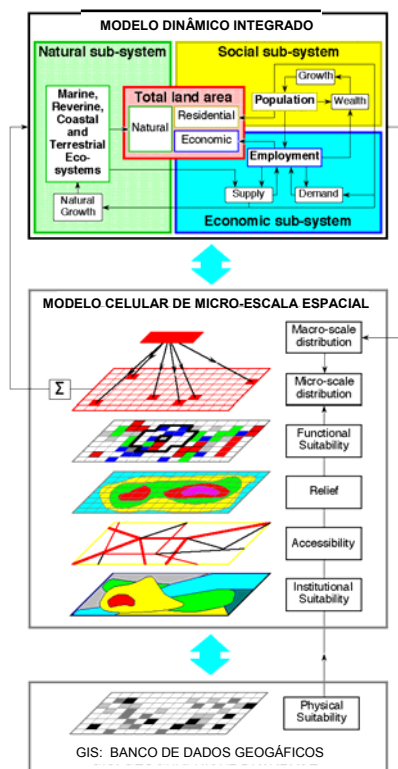 MODELO DINÂMICO INTEGRADO
Natural sub-system
Social sub-system
Marine,
Reverine,
Coastal
and
Terrestrial
Eco-
systems
Natural
Growth
Total land area
Natural
Residential
Economic
Growth
Population
Wealth
Employment
Supply
Demand
Economic sub-system
MODELO CELULAR DE MICRO-ESCALA ESPACIAL
Σ
Macro-scale
distribution
Micro-scale
distribution
Functional
Suitability
Relief
Accessibility
Institutional
Suitability
Physical
Suitability
GIS: BANCO DE DADOS GEOGÁFICOS